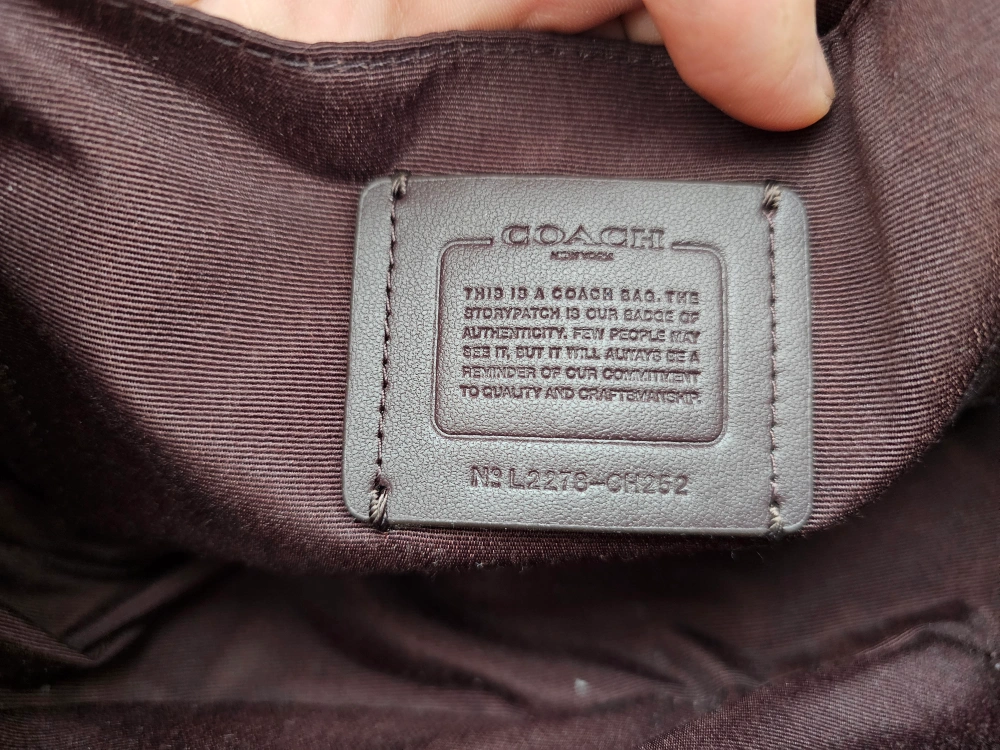 COACH
NEW YORK
THIS IS A COACH BAG. THE
STORYPATCH IS OUR BADGE OF
AUTHENTICITY. FEW PEOPLE MAY
SEE IT, BUT IT WILL ALWAYS BE A
REMINDER OF OUR COMMITMENT
TO QUALITY AND CRAFTSMANSHIP.
Nº L2278-CH252